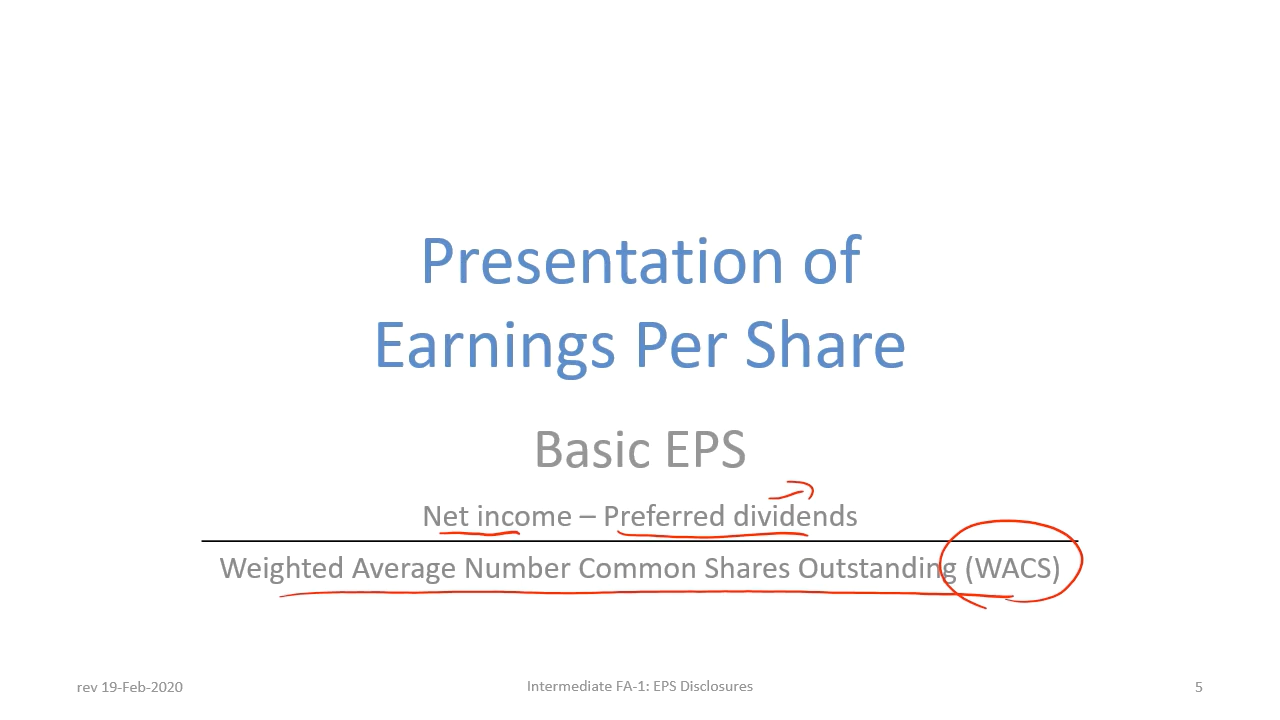 Presentation of
Earnings Per Share
Basic EPS
Net income – Preferred dividends
Weighted Average Number Common Shares Outstanding (WACS)
rev 19-Feb-2020
Intermediate FA-1: EPS Disclosures
5